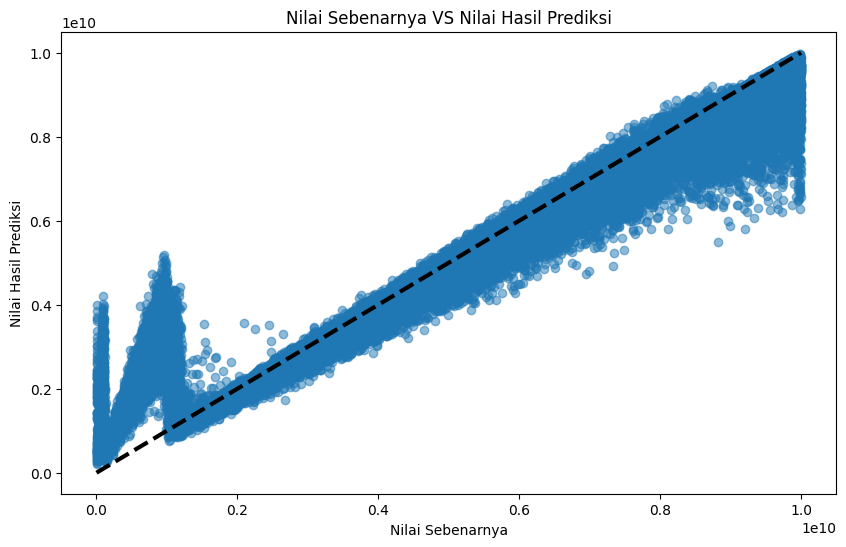 Nilai Sebenarnya VS Nilai Hasil Prediksi
1e10
1.0
0.8
0.6
0.4
0.2
0.0
Nilai Hasil Prediksi
0.0 0.2 0.4 0.6 0.8 1.0
1e10
Nilai Sebenarnya